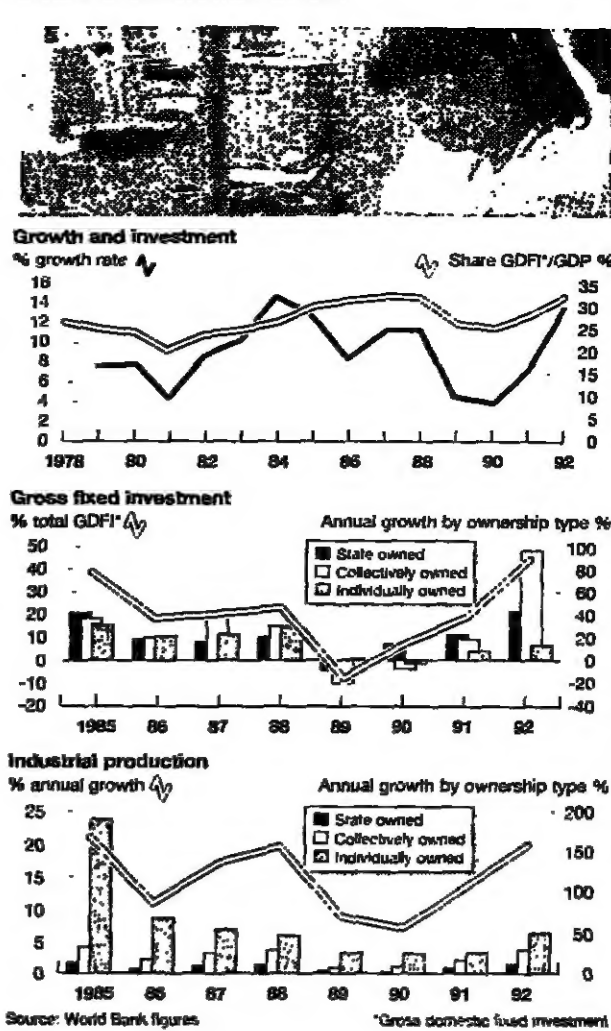 Growth and investment
% growth rate Share GDFI*/GDP %
16 35
14 30
12 25
10 20
8 15
6 10
4 5
2 0
0
1978 80 82 84 86 88 90 92
Gross fixed investment
% total GDFI* Annual growth by ownership type %
State owned
Collectively owned
Individually owned
50 100
40 80
30 60
20 40
10 20
0 0
-10 -20
-20 -40
1985 86 87 88 89 90 91 92
Industrial production
% annual growth Annual growth by ownership type %
State owned
Collectively owned
Individually owned
25 200
20 150
15 100
10 50
5 0
0
1985 86 87 88 89 90 91 92
Source: World Bank figures *Gross domestic fixed investment